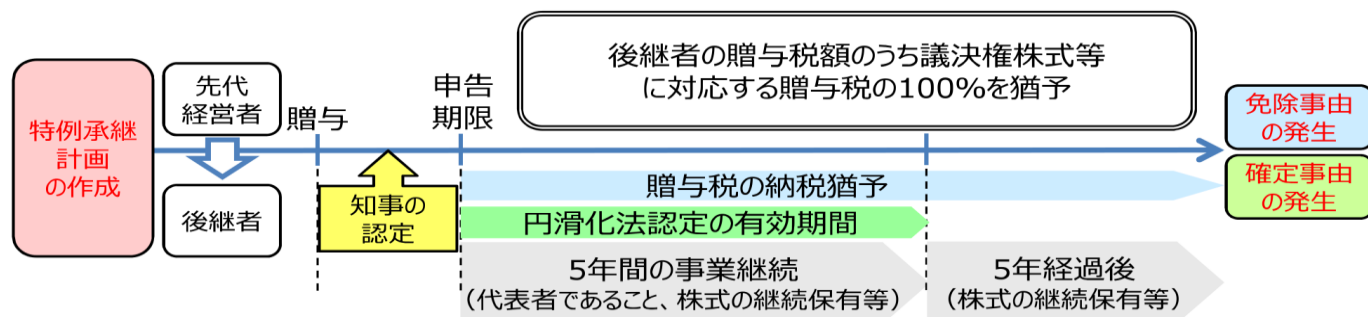 後継者の贈与税額のうち議決権株式等
に対応する贈与税の100%を猶予
特例承継
計画
の作成
先代
経営者
後継者
贈与
知事の
認定
申告
期限
免除事由
の発生
確定事由
の発生
贈与税の納税猶予
円滑化法認定の有効期間
5年間の事業継続
（代表者であること、株式の継続保有等）
5年経過後
（株式の継続保有等）